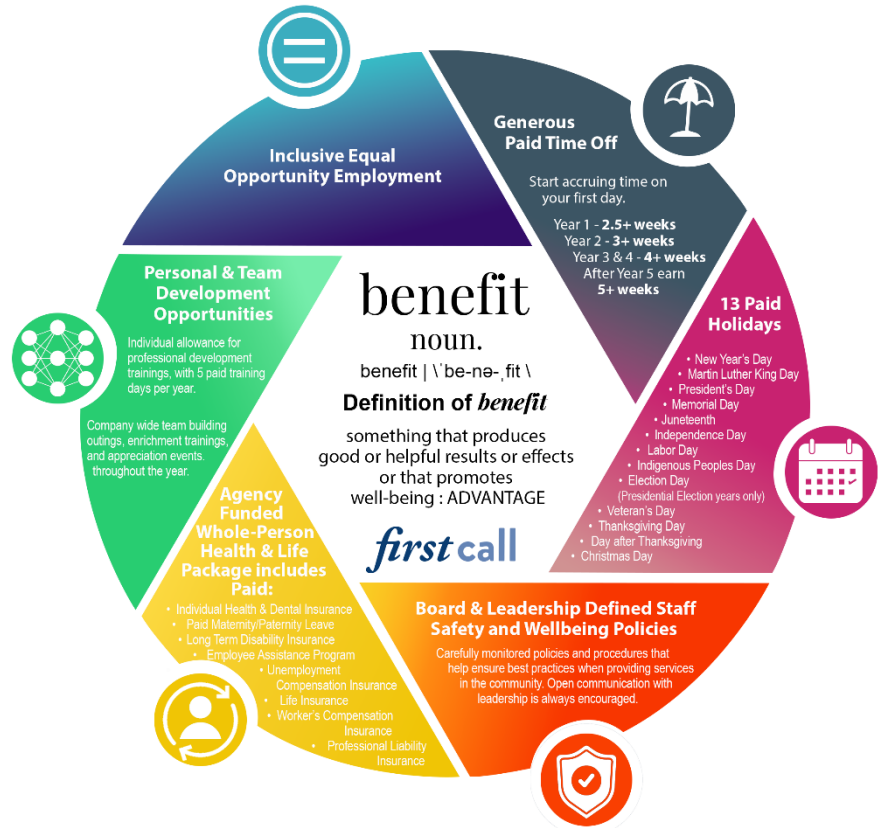 Inclusive Equal
Opportunity Employment
Generous
Paid Time Off
Start accruing time on
your first day.
Year 1 - 2.5+ weeks
Year 2 - 3+ weeks
Year 3 & 4 - 4+ weeks
After Year 5 earn
5+ weeks
13 Paid
Holidays
• New Year's Day
• Martin Luther King Day
• President's Day
• Memorial Day
• Juneteenth
• Independence Day
• Labor Day
• Indigenous Peoples Day
• Election Day
(Presidential Election years only)
• Veteran's Day
• Thanksgiving Day
• Day after Thanksgiving
• Christmas Day
Board & Leadership Defined Staff
Safety and Wellbeing Policies
Carefully monitored policies and procedures that
help ensure best practices when providing services
in the community. Open communication with
leadership is always encouraged.
Agency
Funded
Whole-Person
Health & Life
Package includes
Paid:
• Individual Health & Dental Insurance
• Paid Maternity/Paternity Leave
• Long Term Disability Insurance
• Employee Assistance Program
• Unemployment
Compensation Insurance
• Life Insurance
• Worker's Compensation
Insurance
• Professional Liability
Insurance
Personal & Team
Development
Opportunities
Individual allowance for
professional development
trainings, with 5 paid training
days per year.
Company wide team building
outings, enrichment trainings,
and appreciation events.
throughout the year.
benefit
noun.
benefit | \ˈbe-nə-ˌfit \
Definition of benefit
something that produces
good or helpful results or effects
or that promotes
well-being : ADVANTAGE
first call